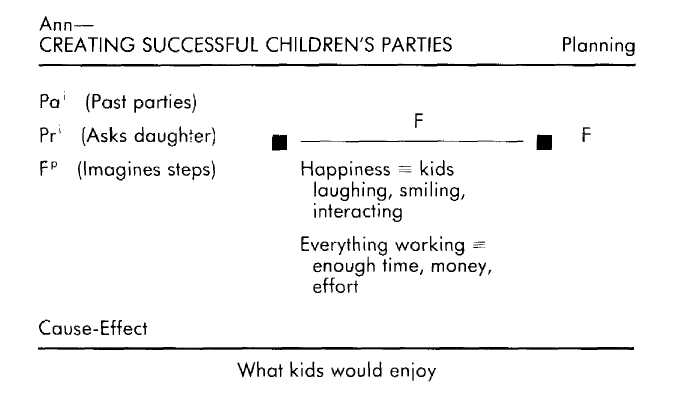 Ann—
CREATING SUCCESSFUL CHILDREN'S PARTIES Planning
Paⁱ (Past parties)
Prⁱ (Asks daughter)
Fᵖ (Imagines steps)
F
F
Happiness ≡ kids
laughing, smiling,
interacting
Everything working ≡
enough time, money,
effort
Cause-Effect
What kids would enjoy